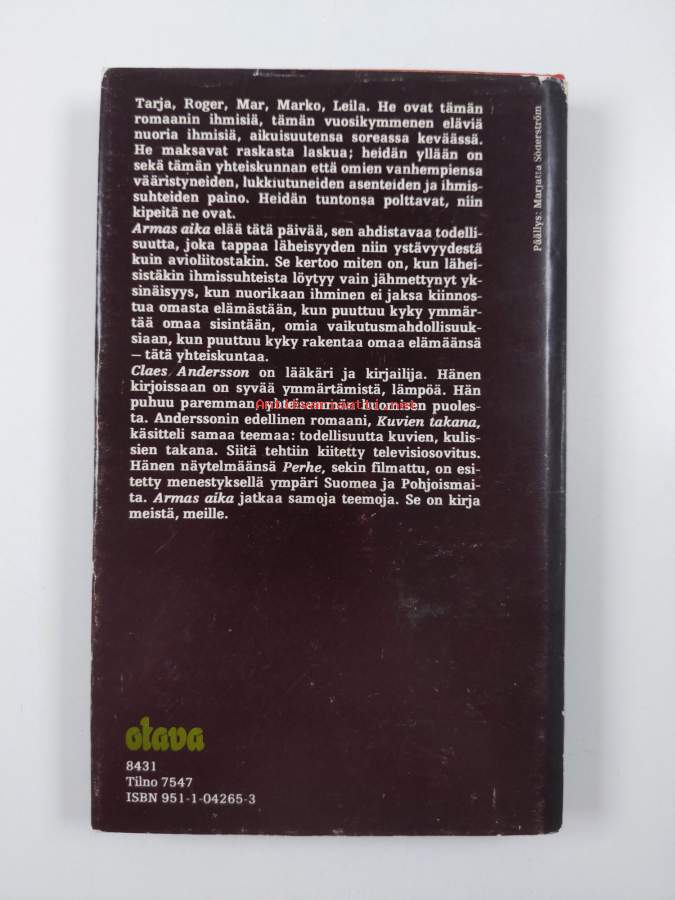 Tarja, Roger, Mar, Marko, Leila. He ovat tämän
romaanin ihmisiä, tämän vuosikymmenen eläviä
nuoria ihmisiä, aikuisuutensa soreassa keväässä.
He maksavat raskasta laskua; heidän yllään on
sekä tämän yhteiskunnan että omien vanhempiensa
vääristyneiden, lukkiutuneiden asenteiden ja ihmis-
suhteiden paino. Heidän tuntonsa polttavat, niin
kipeitä ne ovat.
Armas aika elää tätä päivää, sen ahdistavaa todelli-
suutta, joka tappaa läheisyyden niin ystävyydestä
kuin avioliitostakin. Se kertoo miten on, kun lähei-
sistäkin ihmissuhteista löytyy vain jähmettynyt yk-
sinäisyys, kun nuorikaan ihminen ei jaksa kiinnos-
tua omasta elämästään, kun puuttuu kyky ymmär-
tää omaa sisintään, omia vaikutusmahdollisuuk-
siaan, kun puuttuu kyky rakentaa omaa elämäänsä
— tätä yhteiskuntaa.
Claes Andersson on lääkäri ja kirjailija. Hänen
kirjoissaan on syvää ymmärtämistä, lämpöä. Hän
puhuu paremman yhteiselämän luomisen puoles-
ta. Anderssonin edellinen romaani, Kuvien takana,
käsitteli samaa teemaa: todellisuutta kuvien, kulis-
sien takana. Siitä tehtiin kiitetty televisiosovitus.
Hänen näytelmäänsä Perhe, sekin filmattu, on esi-
tetty menestyksellä ympäri Suomea ja Pohjoismai-
ta. Armas aika jatkaa samoja teemoja. Se on kirja
meistä, meille.
Päällys: Marjatta Söderström
otava
8431
Tilno 7547
ISBN 951-1-04265-3